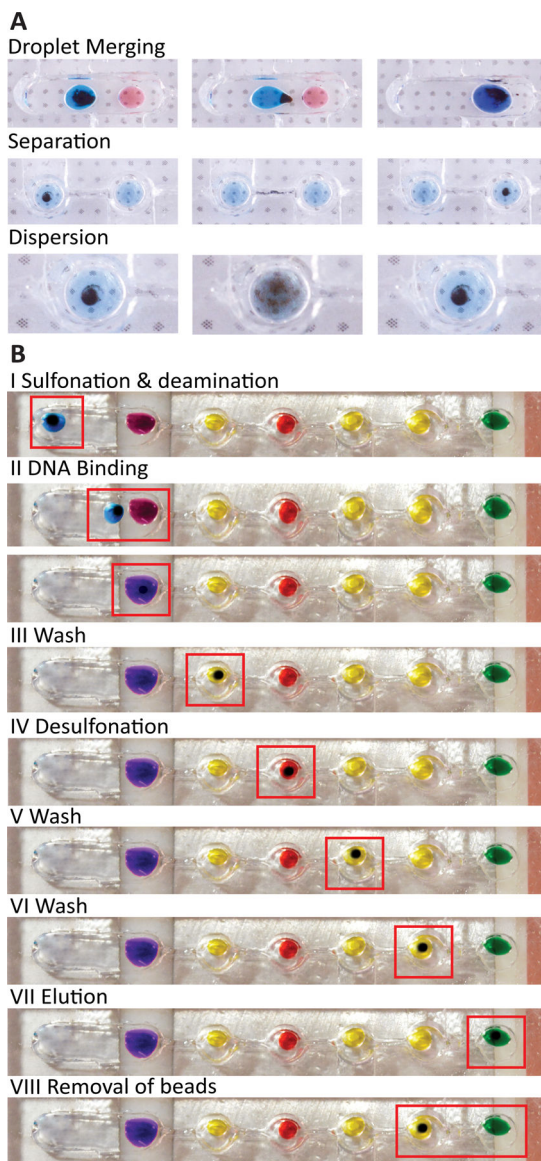 A
Droplet Merging
Separation
Dispersion
B
I Sulfonation & deamination
II DNA Binding
III Wash
IV Desulfonation
V Wash
VI Wash
VII Elution
VIII Removal of beads